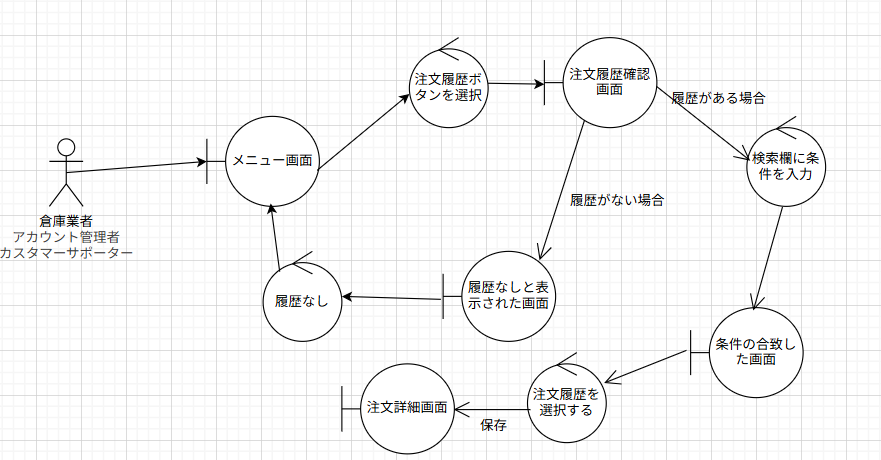 注文履歴ボ
タンを選択
注文履歴確認
画面
履歴がある場合
検索欄に条
件を入力
メニュー画面
倉庫業者
アカウント管理者
カスタマーサポーター
履歴がない場合
履歴なし
履歴なしと表
示された画面
条件の合致し
た画面
注文履歴を
選択する
注文詳細画面
保存